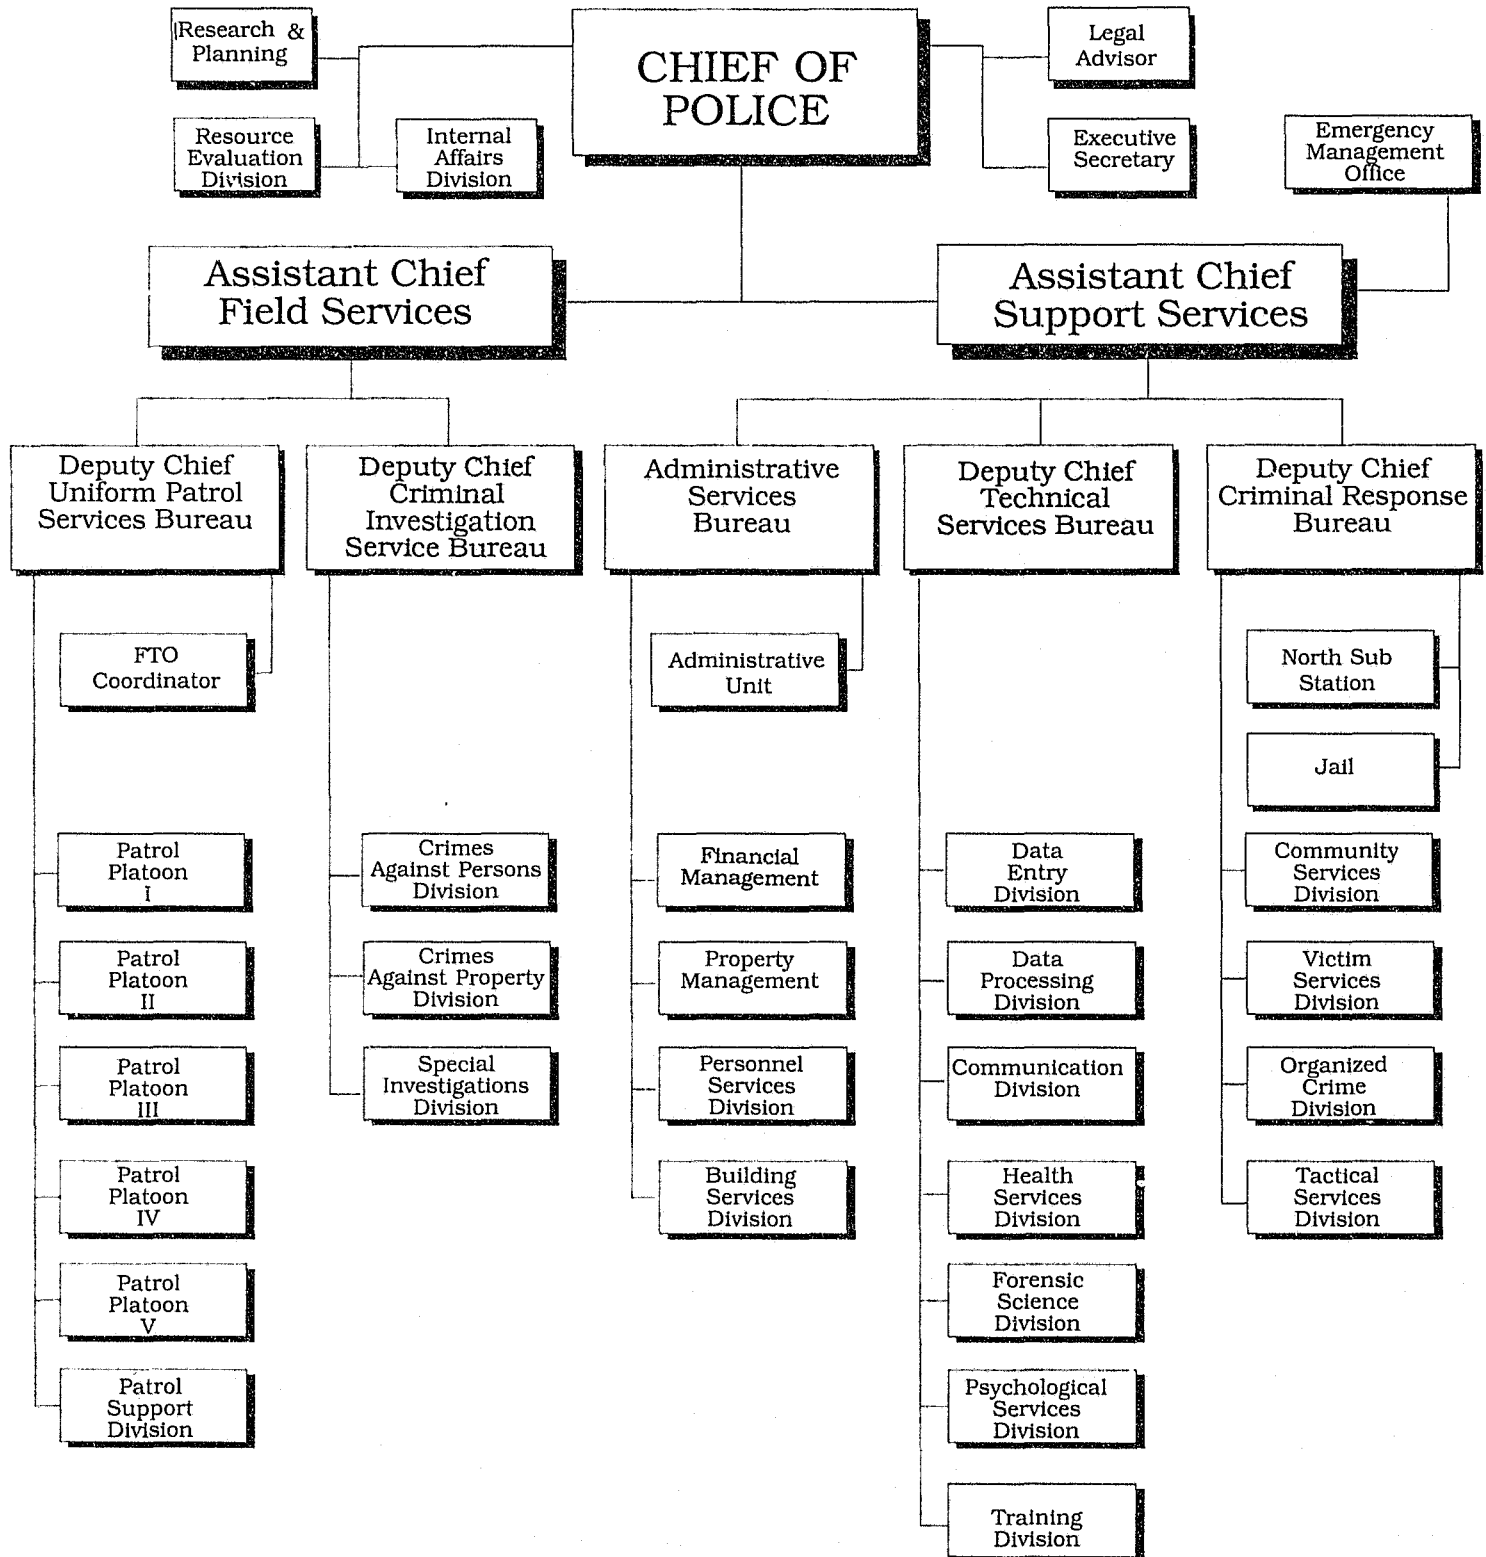 Research &
Planning
CHIEF OF
POLICE
Legal
Advisor
Resource
Evaluation
Division
Internal
Affairs
Division
Executive
Secretary
Emergency
Management
Office
Assistant Chief
Field Services
Assistant Chief
Support Services
Deputy Chief
Uniform Patrol
Services Bureau
Deputy Chief
Criminal
Investigation
Service Bureau
Administrative
Services
Bureau
Deputy Chief
Technical
Services Bureau
Deputy Chief
Criminal Response
Bureau
FTO
Coordinator
Administrative
Unit
North Sub
Station
Jail
Patrol
Platoon
I
Crimes
Against Persons
Division
Financial
Management
Data
Entry
Division
Community
Services
Division
Patrol
Platoon
II
Crimes
Against Property
Division
Property
Management
Data
Processing
Division
Victim
Services
Division
Patrol
Platoon
III
Special
Investigations
Division
Personnel
Services
Division
Communication
Division
Organized
Crime
Division
Patrol
Platoon
IV
Building
Services
Division
Health
Services
Division
Tactical
Services
Division
Patrol
Platoon
V
Forensic
Science
Division
Patrol
Support
Division
Psychological
Services
Division
Training
Division